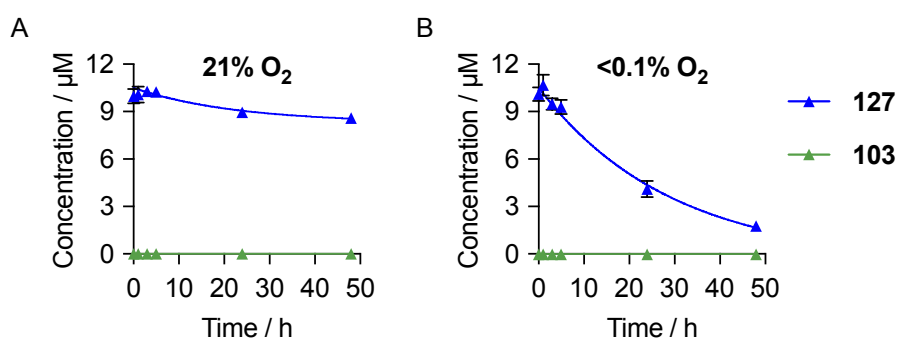 A
21% O₂
Concentration / µM
12
9
6
3
0
0 10 20 30 40 50
Time / h
B
<0.1% O₂
Concentration / µM
12
9
6
3
0
0 10 20 30 40 50
Time / h
127
103